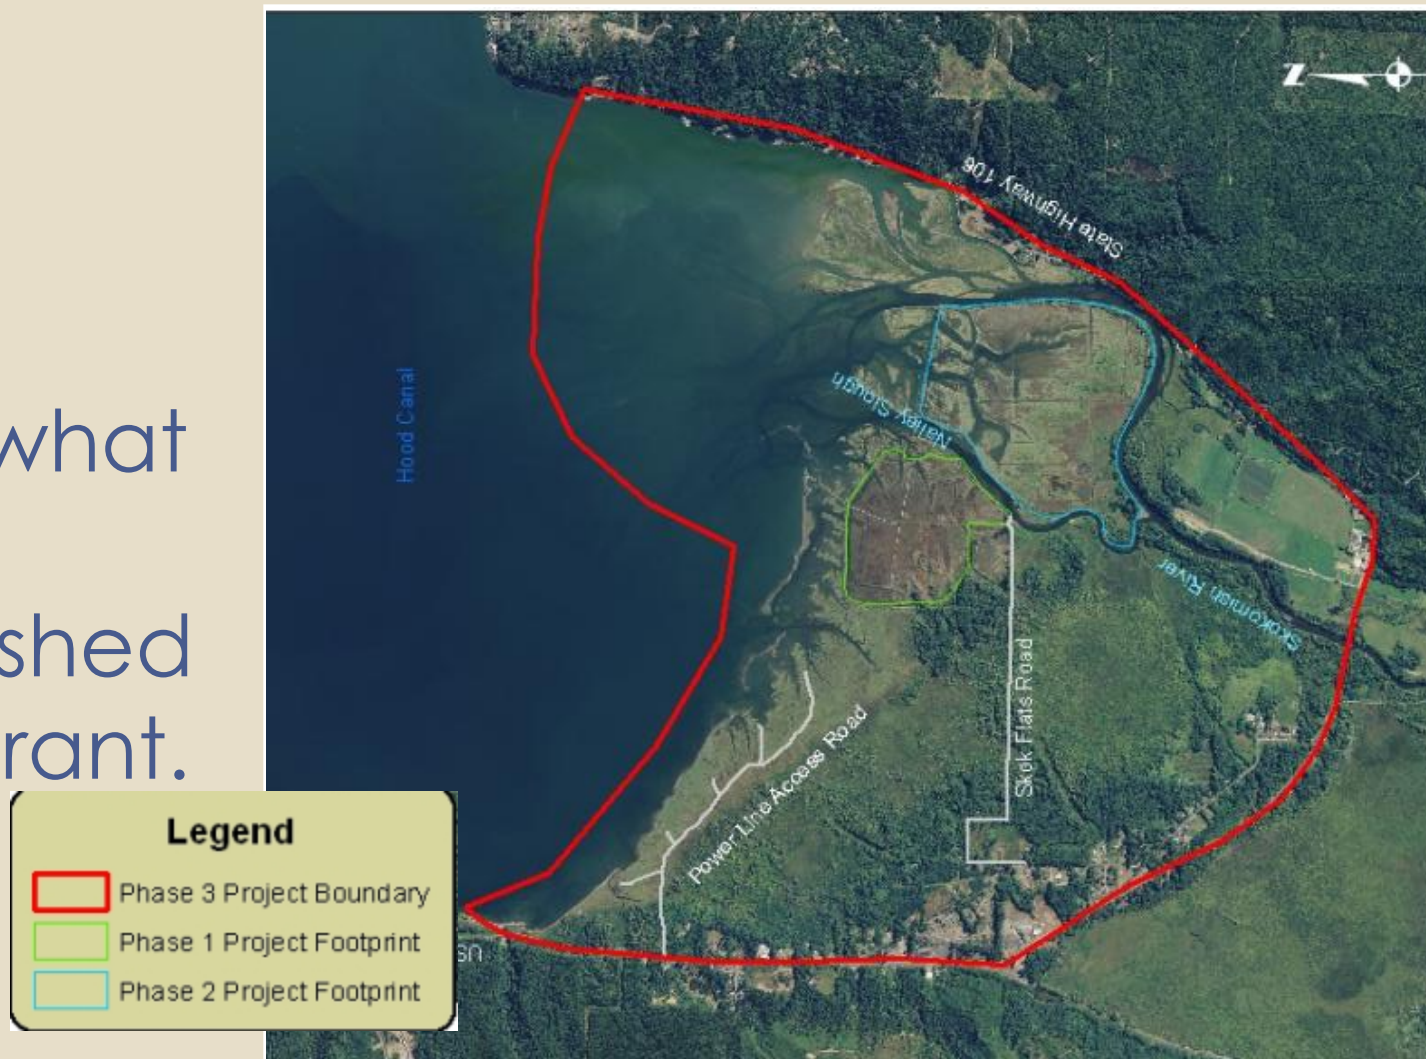 what
shed
rant.
Z
State Highway 106
Hood Canal
Nalley Slough
Skokomish River
Skok Flats Road
Power Line Access Road
Legend
Phase 3 Project Boundary
Phase 1 Project Footprint
Phase 2 Project Footprint